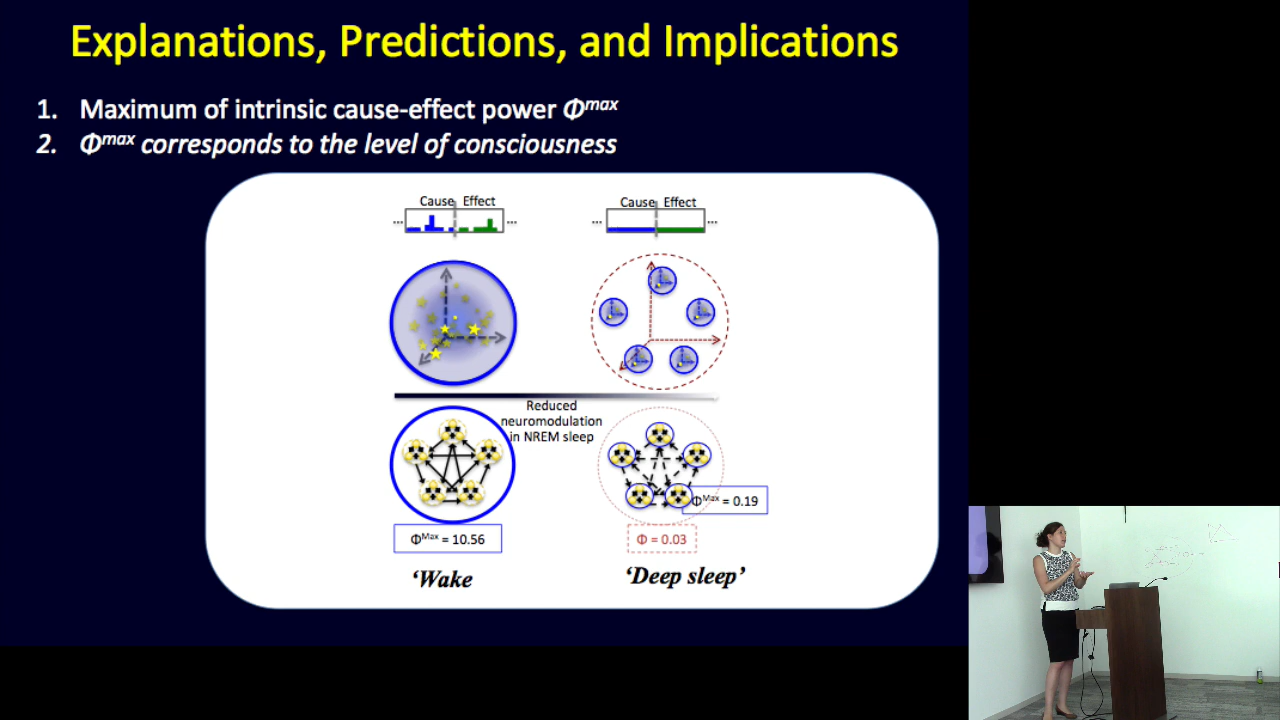 Explanations, Predictions, and Implications
1. Maximum of intrinsic cause-effect power Φmax
2. Φmax corresponds to the level of consciousness
Cause Effect
Cause Effect
... ...
... ...
Reduced
neuromodulation
in NREM sleep
ΦMax = 0.19
ΦMax = 10.56
Φ = 0.03
‘Wake
‘Deep sleep’